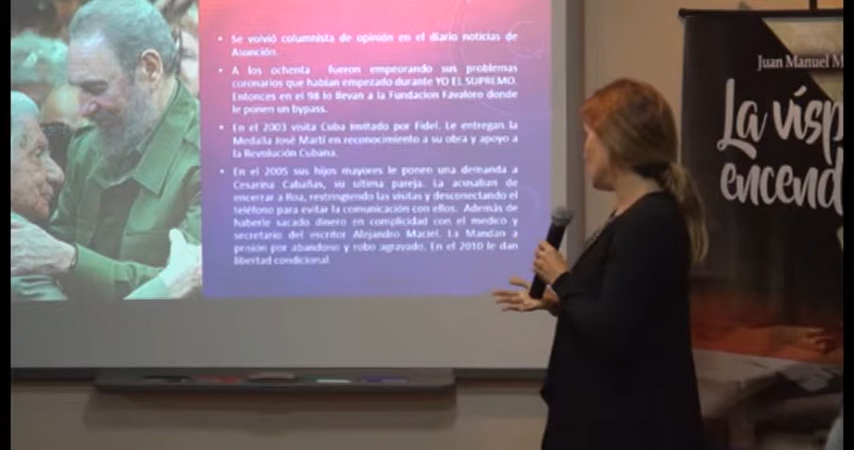 • Se volvió columnista de opinión en el diario noticias de
Asunción.
• A los ochenta fueron empeorando sus problemas
coronarios que habían empezado durante YO EL SUPREMO.
Entonces en el 98 lo llevan a la Fundacion Favaloro donde
le ponen un bypass.
• En el 2003 visita Cuba invitado por Fidel. Le entregan la
Medalla José Martí en reconocimiento a su obra y apoyo a
la Revolución Cubana.
• En el 2005 sus hijos mayores le ponen una demanda a
Cesarina Cabañas, su ultima pareja. La acusaban de
encerrar a Roa, restringiendo las visitas y desconectando el
teléfono para evitar la comunicación con ellos. Además de
haberle sacado dinero en complicidad con el medico y
secretario del escritor Alejandro Maciel. La Mandan a
prision por abandono y robo agravado. En el 2010 le dan
libertad condicional
Juan Manuel M
La vísp
encend